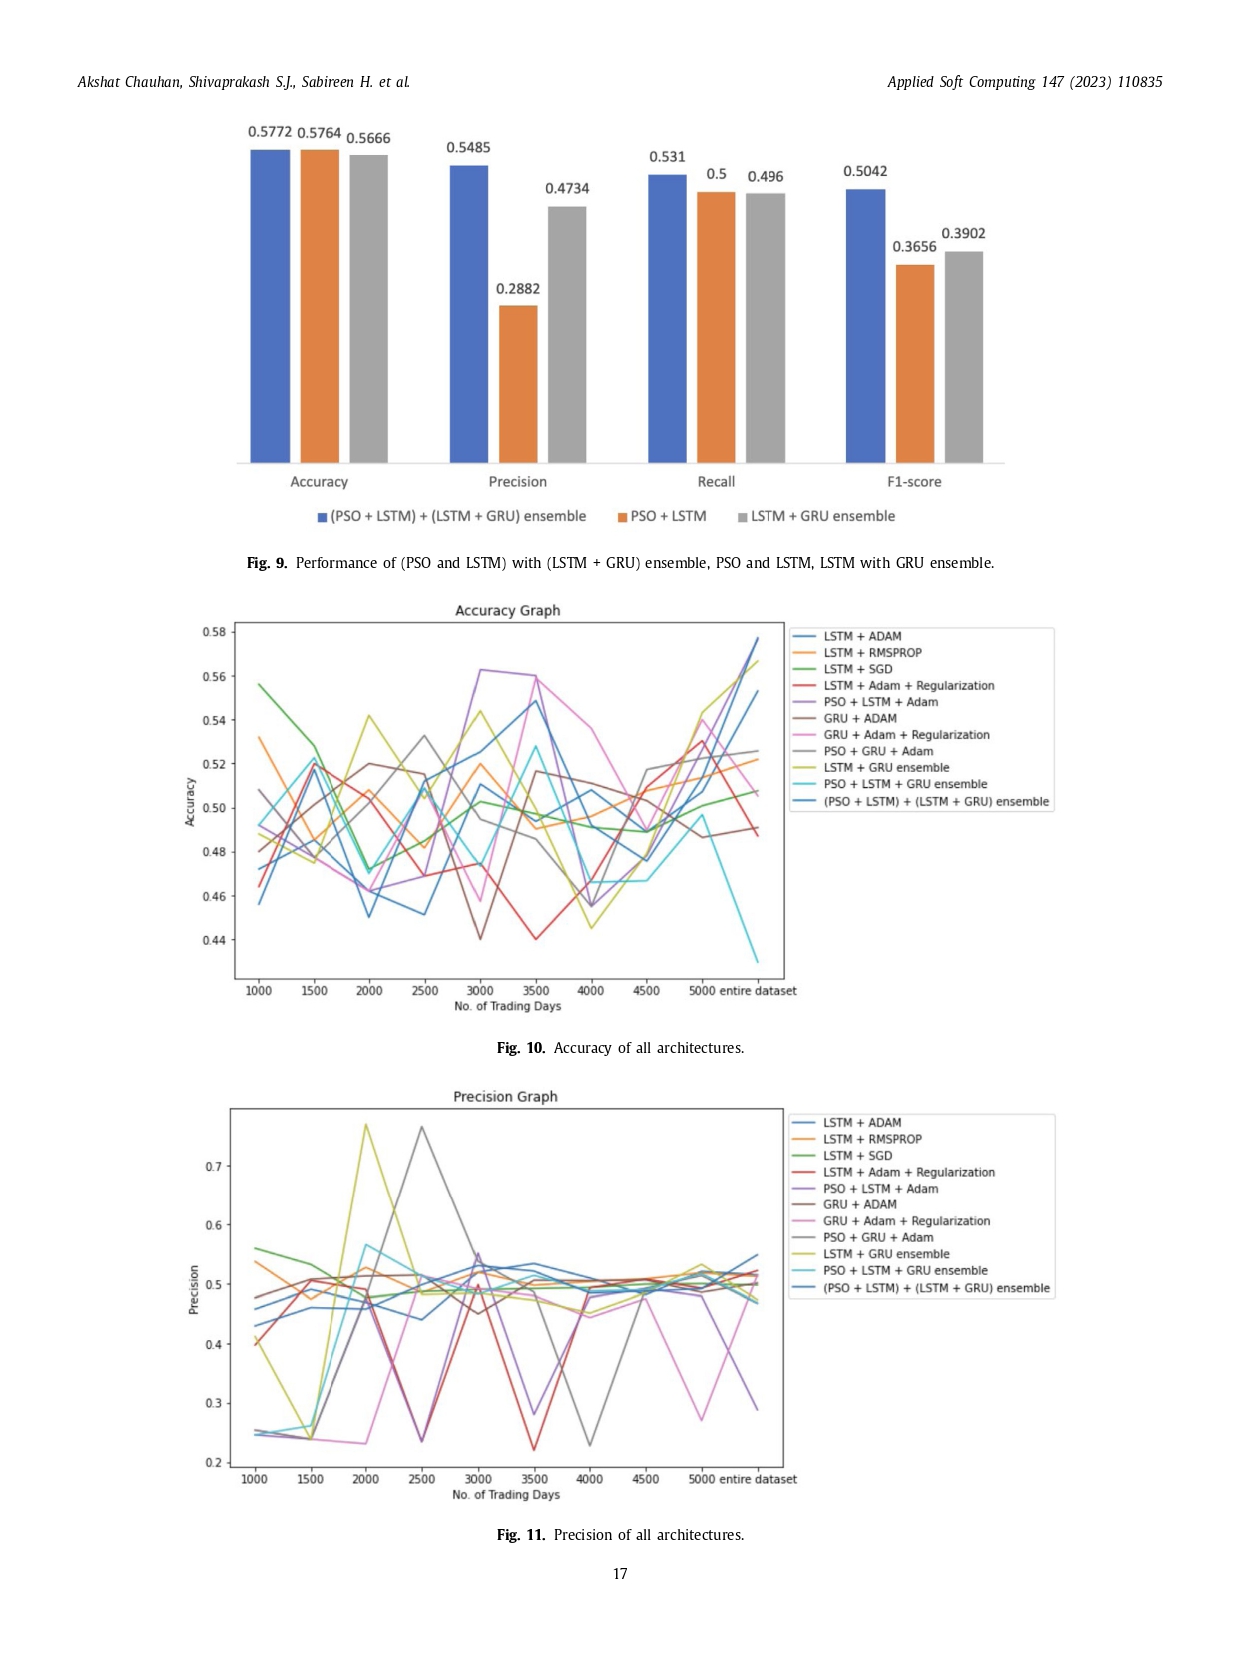 Akshat Chauhan, Shivaprakash S.J., Sabireen H. et al.
Applied Soft Computing 147 (2023) 110835
0.5772 0.5764 0.5666
0.5485
0.2882
0.4734
0.531
0.5
0.496
0.5042
0.3656
0.3902
Accuracy
Precision
Recall
F1-score
(PSO + LSTM) + (LSTM + GRU) ensemble
PSO + LSTM
LSTM + GRU ensemble
Fig. 9. Performance of (PSO and LSTM) with (LSTM + GRU) ensemble, PSO and LSTM, LSTM with GRU ensemble.
Accuracy Graph
0.58
0.56
0.54
0.52
0.50
0.48
0.46
0.44
Accuracy
1000 1500 2000 2500 3000 3500 4000 4500 5000 entire dataset
No. of Trading Days
LSTM + ADAM
LSTM + RMSPROP
LSTM + SGD
LSTM + Adam + Regularization
PSO + LSTM + Adam
GRU + ADAM
GRU + Adam + Regularization
PSO + GRU + Adam
LSTM + GRU ensemble
PSO + LSTM + GRU ensemble
(PSO + LSTM) + (LSTM + GRU) ensemble
Fig. 10. Accuracy of all architectures.
Precision Graph
0.7
0.6
0.5
0.4
0.3
0.2
Precision
1000 1500 2000 2500 3000 3500 4000 4500 5000 entire dataset
No. of Trading Days
LSTM + ADAM
LSTM + RMSPROP
LSTM + SGD
LSTM + Adam + Regularization
PSO + LSTM + Adam
GRU + ADAM
GRU + Adam + Regularization
PSO + GRU + Adam
LSTM + GRU ensemble
PSO + LSTM + GRU ensemble
(PSO + LSTM) + (LSTM + GRU) ensemble
Fig. 11. Precision of all architectures.
17